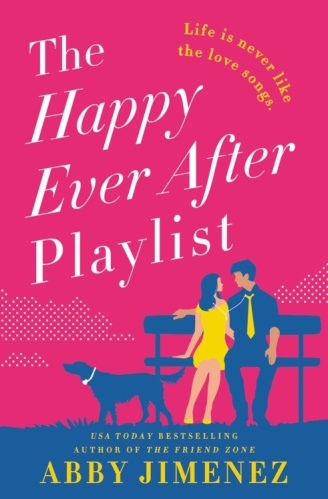 The
Happy
Ever After
Playlist
Life is never like
the love songs.
USA TODAY BESTSELLING
AUTHOR OF THE FRIEND ZONE
ABBY JIMENEZ